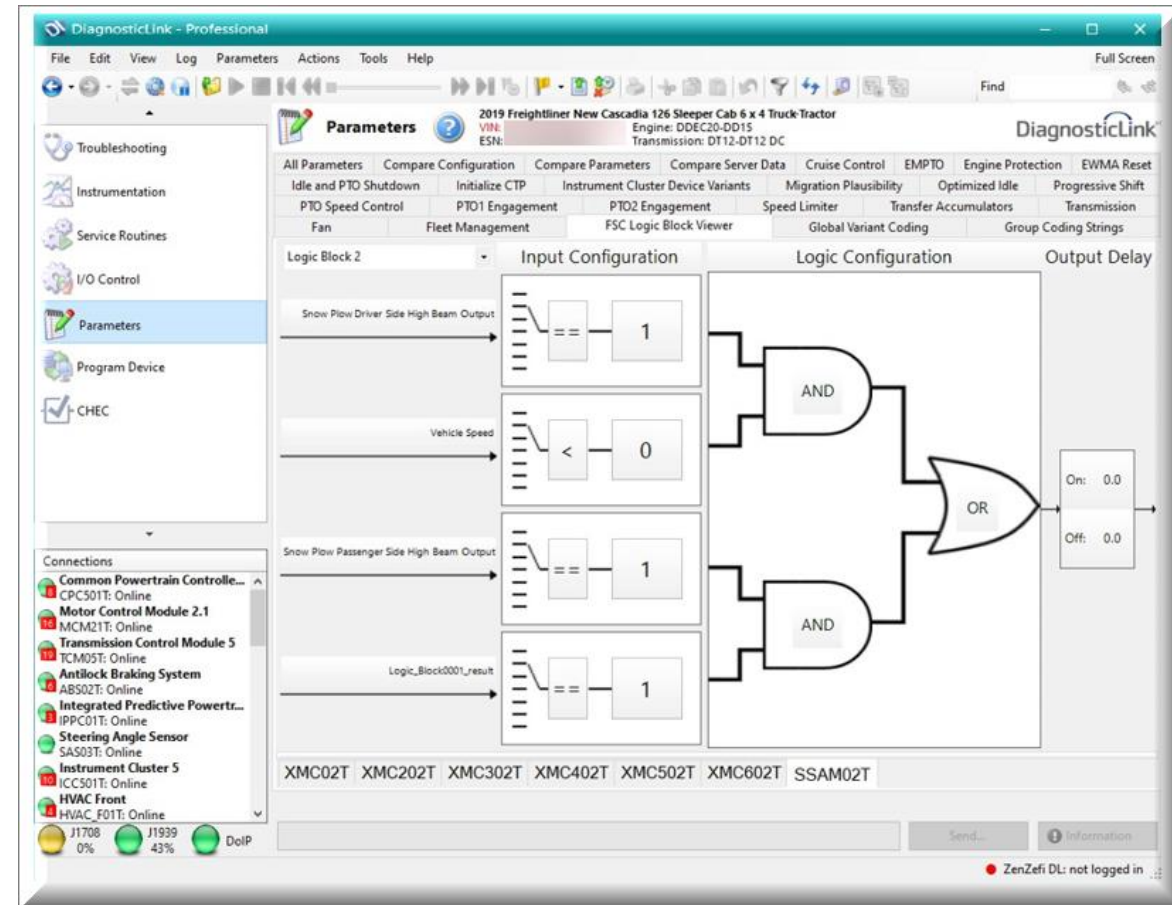 DiagnosticLink - Professional
File Edit View Log Parameters Actions Tools Help Full Screen
Find
Troubleshooting
Instrumentation
Service Routines
I/O Control
Parameters
Program Device
CHEC
Connections
Common Powertrain Controlle...
CPC501T: Online
8
Motor Control Module 2.1
MCM21T: Online
16
Transmission Control Module 5
TCM05T: Online
19
Antilock Braking System
ABS02T: Online
6
Integrated Predictive Powertr...
IPPC01T: Online
3
Steering Angle Sensor
SAS03T: Online
Instrument Cluster 5
ICC501T: Online
10
HVAC Front
HVAC_F01T: Online
4
J1708 J1939 DoIP
0% 43%
Parameters
2019 Freightliner New Cascadia 126 Sleeper Cab 6 x 4 Truck-Tractor
VIN: Engine: DDEC20-DD15
ESN: Transmission: DT12-DT12 DC
DiagnosticLink
All Parameters Compare Configuration Compare Parameters Compare Server Data Cruise Control EMPTO Engine Protection EWMA Reset
Idle and PTO Shutdown Initialize CTP Instrument Cluster Device Variants Migration Plausibility Optimized Idle Progressive Shift
PTO Speed Control PTO1 Engagement PTO2 Engagement Speed Limiter Transfer Accumulators Transmission
Fan Fleet Management FSC Logic Block Viewer Global Variant Coding Group Coding Strings
Logic Block 2 Input Configuration Logic Configuration Output Delay
Snow Plow Driver Side High Beam Output == 1
AND
Vehicle Speed < 0
OR
On: 0.0
Off: 0.0
Snow Plow Passenger Side High Beam Output == 1
AND
Logic_Block0001_result == 1
XMC02T XMC202T XMC302T XMC402T XMC502T XMC602T SSAM02T
Send... Information
ZenZefi DL: not logged in